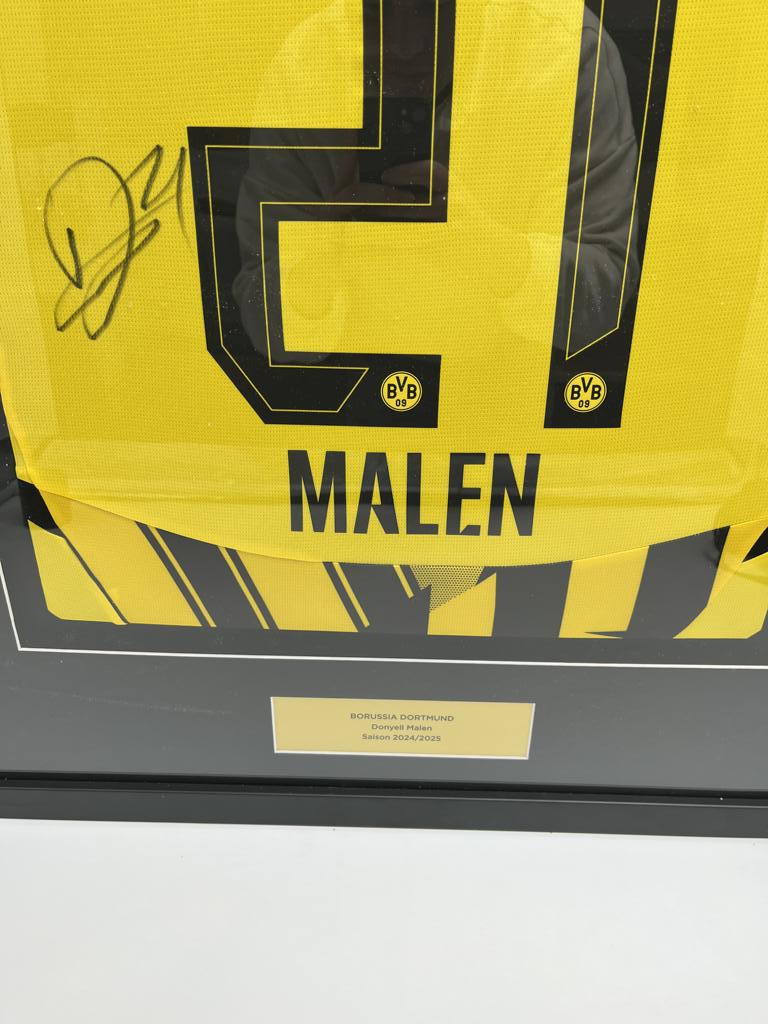 21
BVB
09
BVB
09
MALEN
BORUSSIA DORTMUND
Donyell Malen
Saison 2024/2025